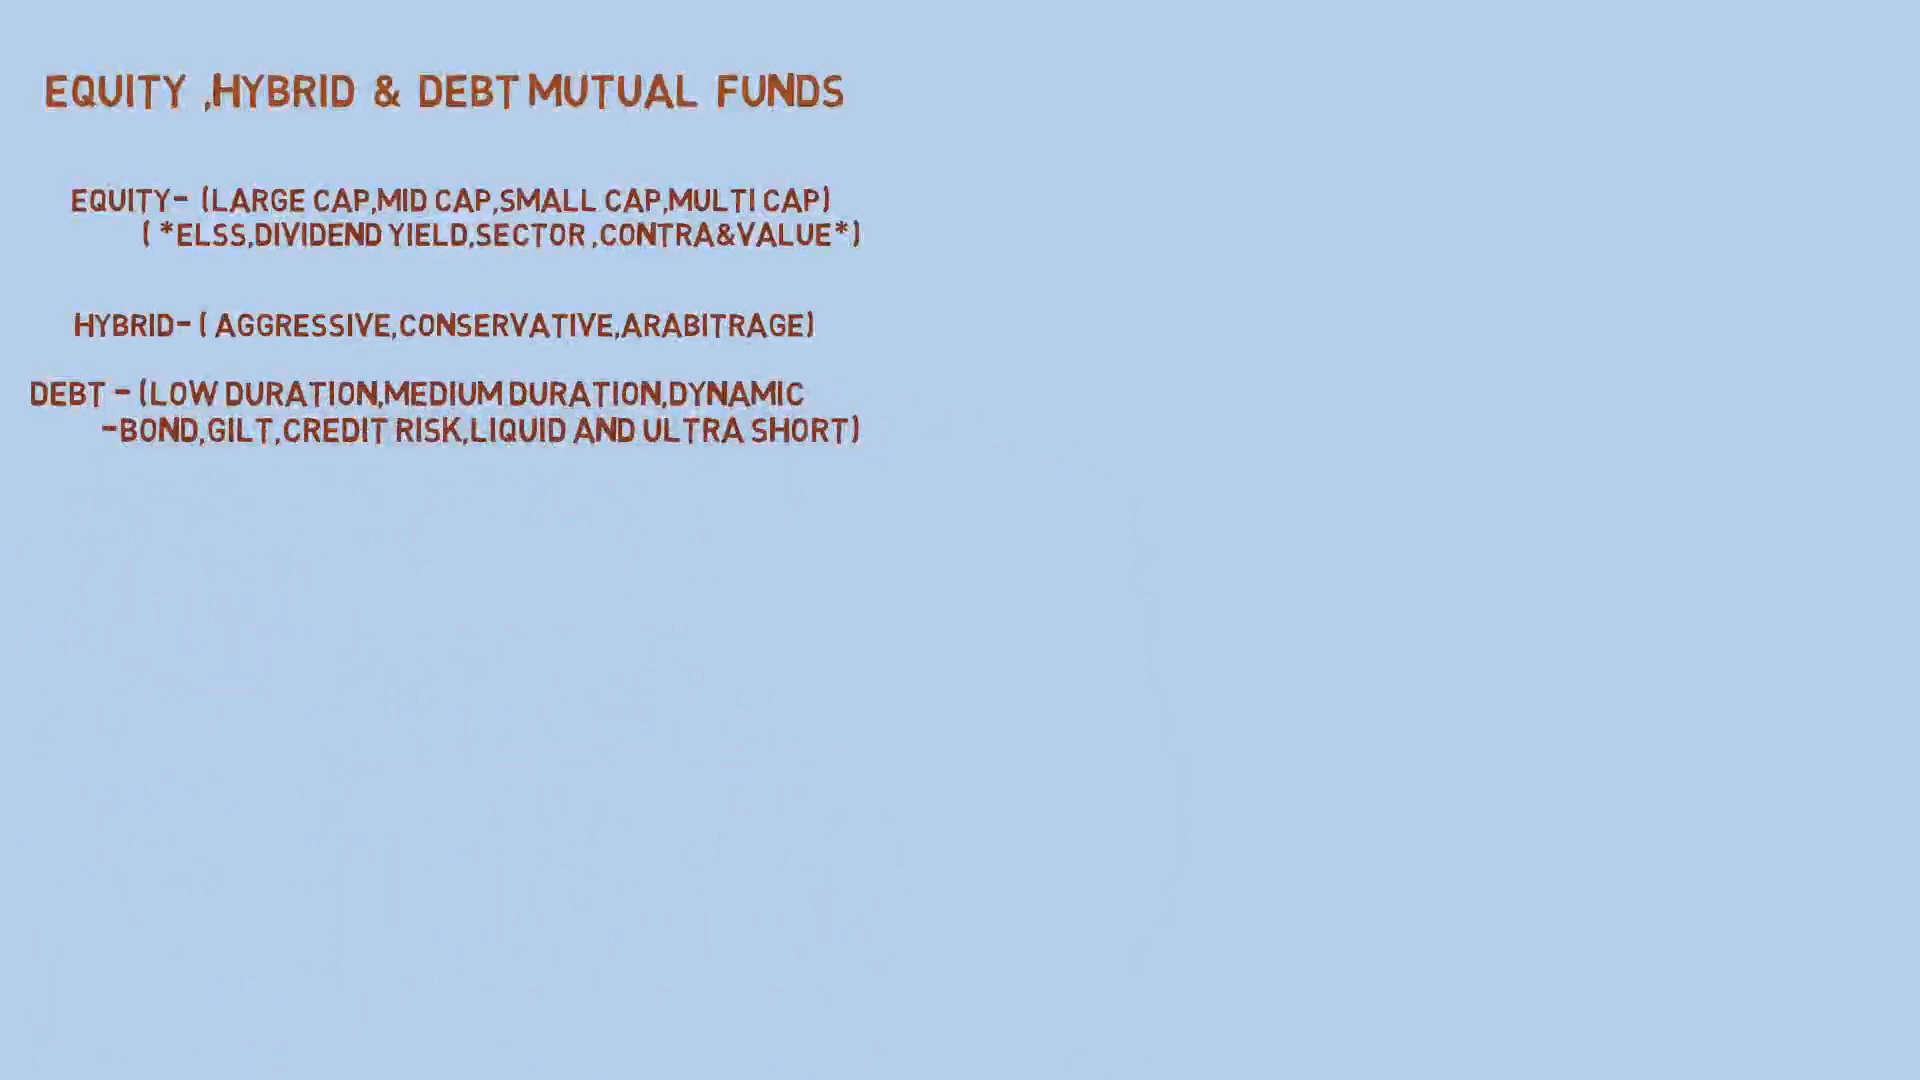 EQUITY ,HYBRID & DEBT MUTUAL FUNDS
EQUITY- (LARGE CAP,MID CAP,SMALL CAP,MULTI CAP)
( *ELSS,DIVIDEND YIELD,SECTOR ,CONTRA&VALUE*)
HYBRID- ( AGGRESSIVE,CONSERVATIVE,ARABITRAGE)
DEBT - (LOW DURATION,MEDIUM DURATION,DYNAMIC
-BOND,GILT,CREDIT RISK,LIQUID AND ULTRA SHORT)